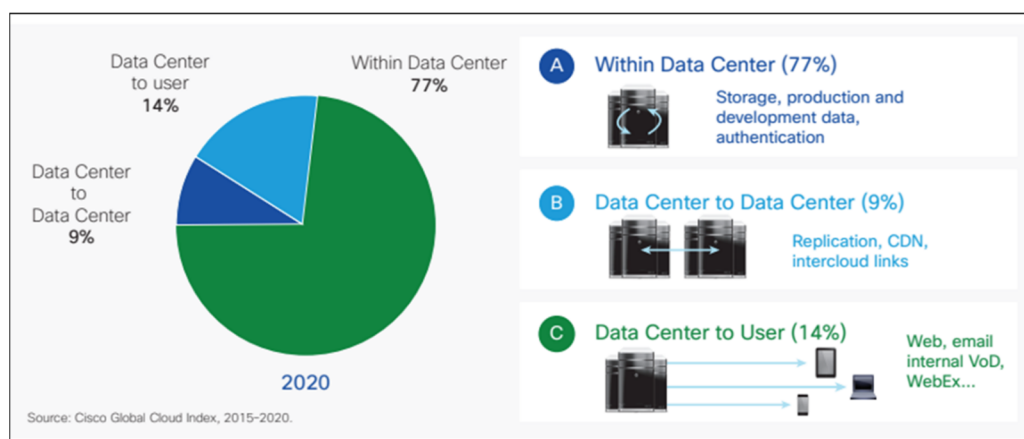 Data Center
to user
14%
Within Data Center
77%
Data Center
to
Data Center
9%
2020
Source: Cisco Global Cloud Index, 2015–2020.
A
Within Data Center (77%)
Storage, production and
development data,
authentication
B
Data Center to Data Center (9%)
Replication, CDN,
intercloud links
C
Data Center to User (14%)
Web, email
internal VoD,
WebEx...